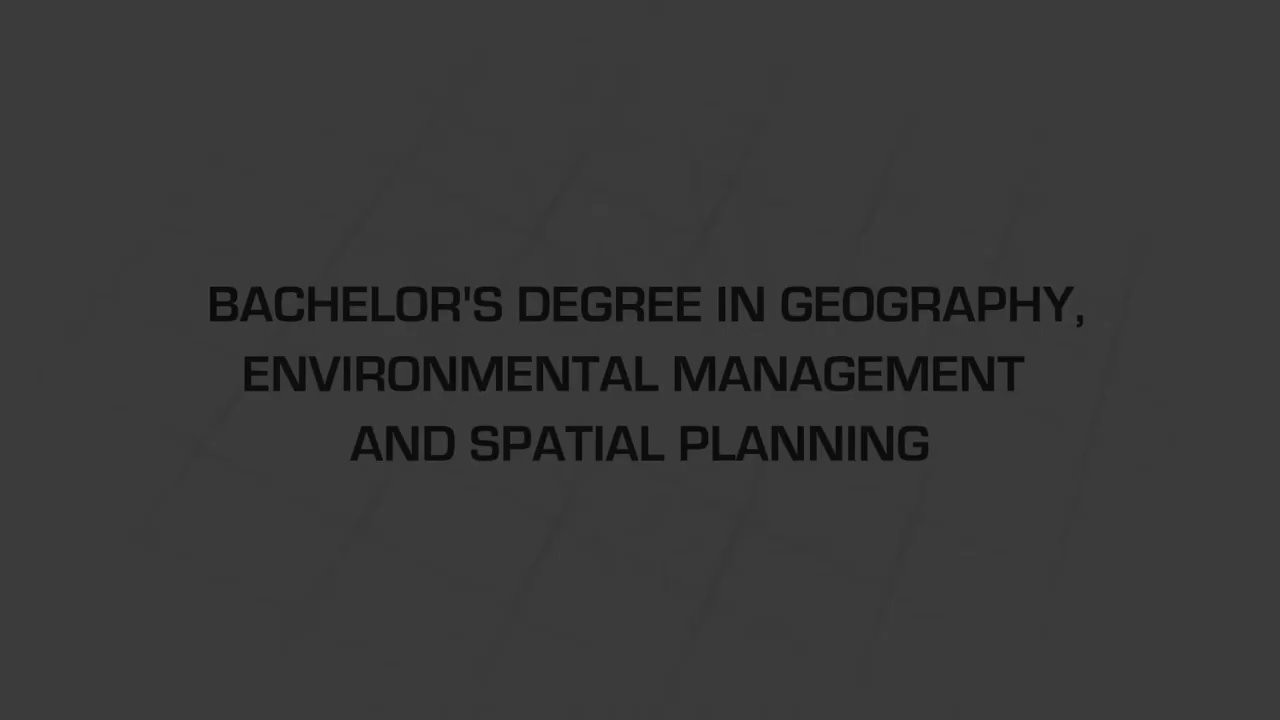 BACHELOR'S DEGREE IN GEOGRAPHY,
ENVIRONMENTAL MANAGEMENT
AND SPATIAL PLANNING